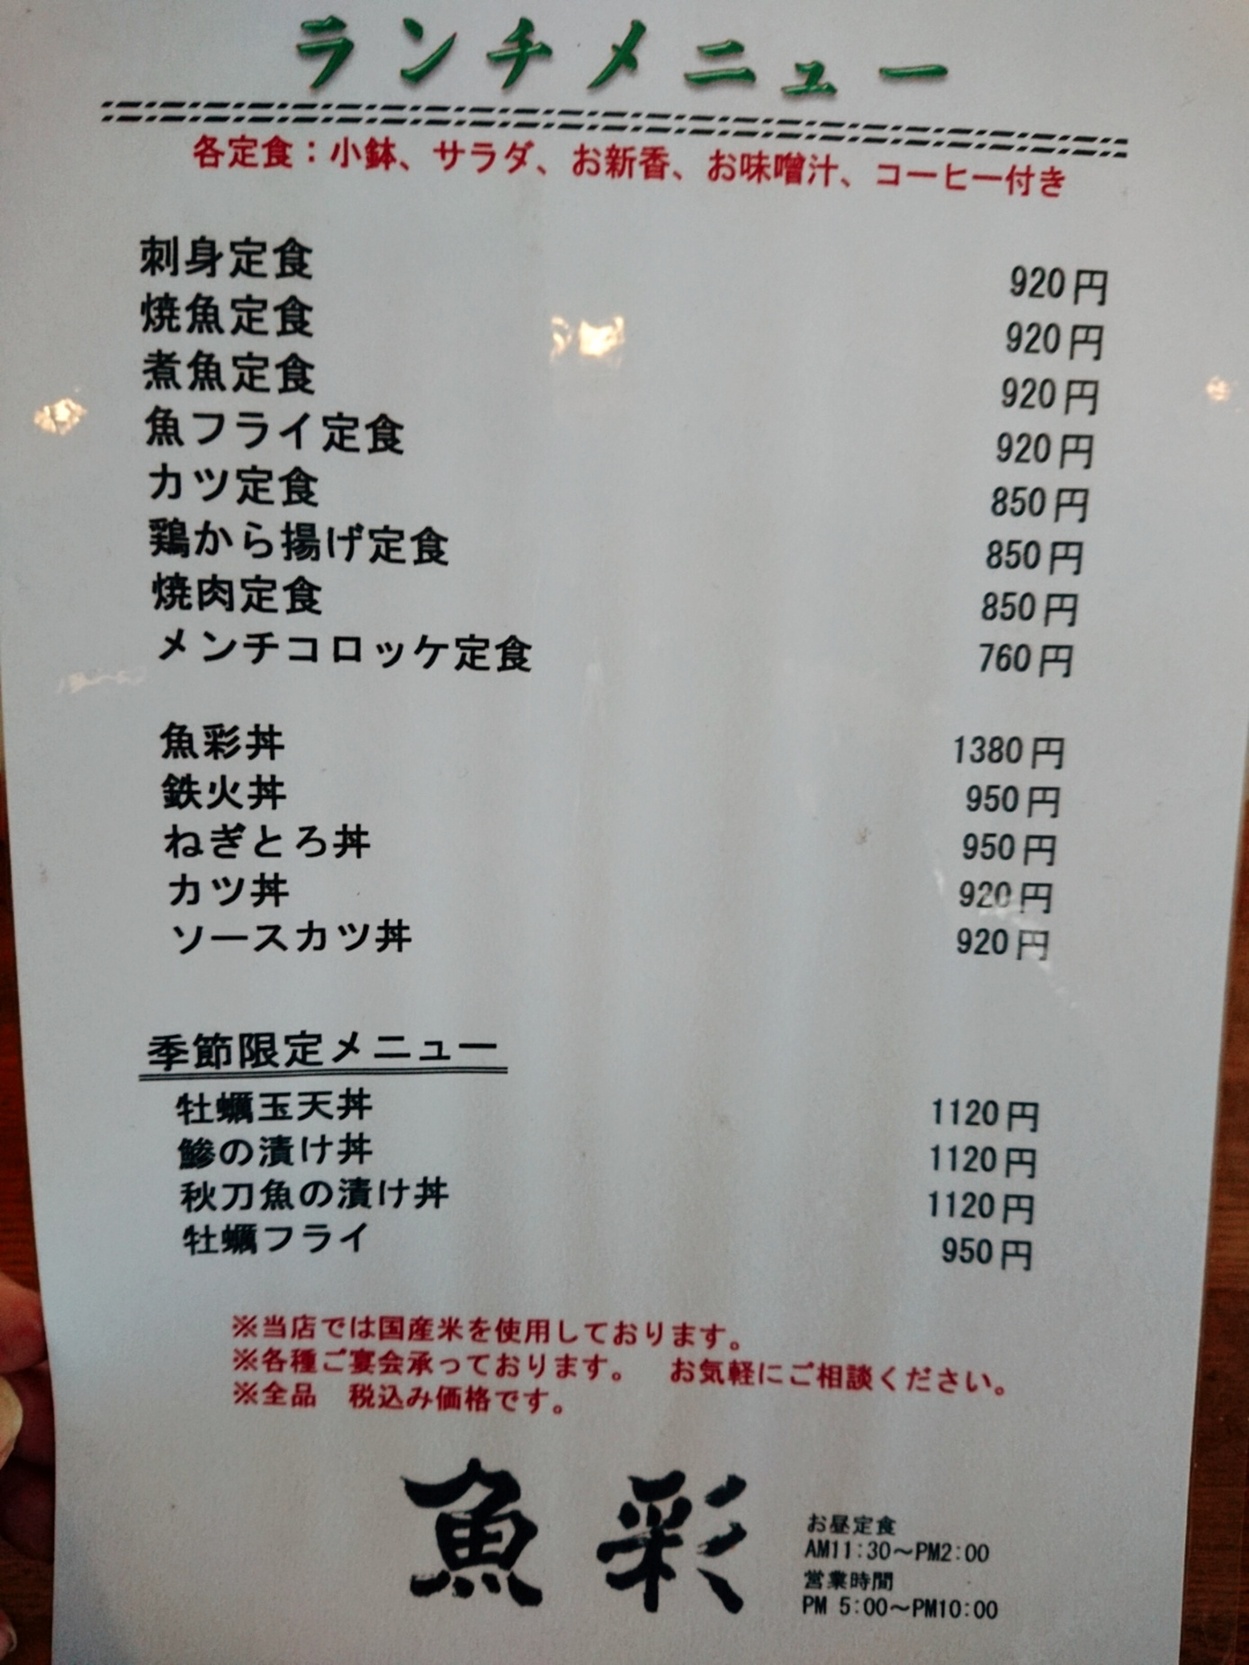 ランチメニュー
各定食：小鉢、サラダ、お新香、お味噌汁、コーヒー付き
刺身定食 920円
焼魚定食 920円
煮魚定食 920円
魚フライ定食 920円
カツ定食 850円
鶏から揚げ定食 850円
焼肉定食 850円
メンチコロッケ定食 760円
魚彩丼 1380円
鉄火丼 950円
ねぎとろ丼 950円
カツ丼 920円
ソースカツ丼 920円
季節限定メニュー
牡蠣玉天丼 1120円
鯵の漬け丼 1120円
秋刀魚の漬け丼 1120円
牡蠣フライ 950円
※当店では国産米を使用しております。
※各種ご宴会承っております。　お気軽にご相談ください。
※全品　税込み価格です。
魚彩
お昼定食
AM11:30～PM2:00
営業時間
PM 5:00～PM10:00